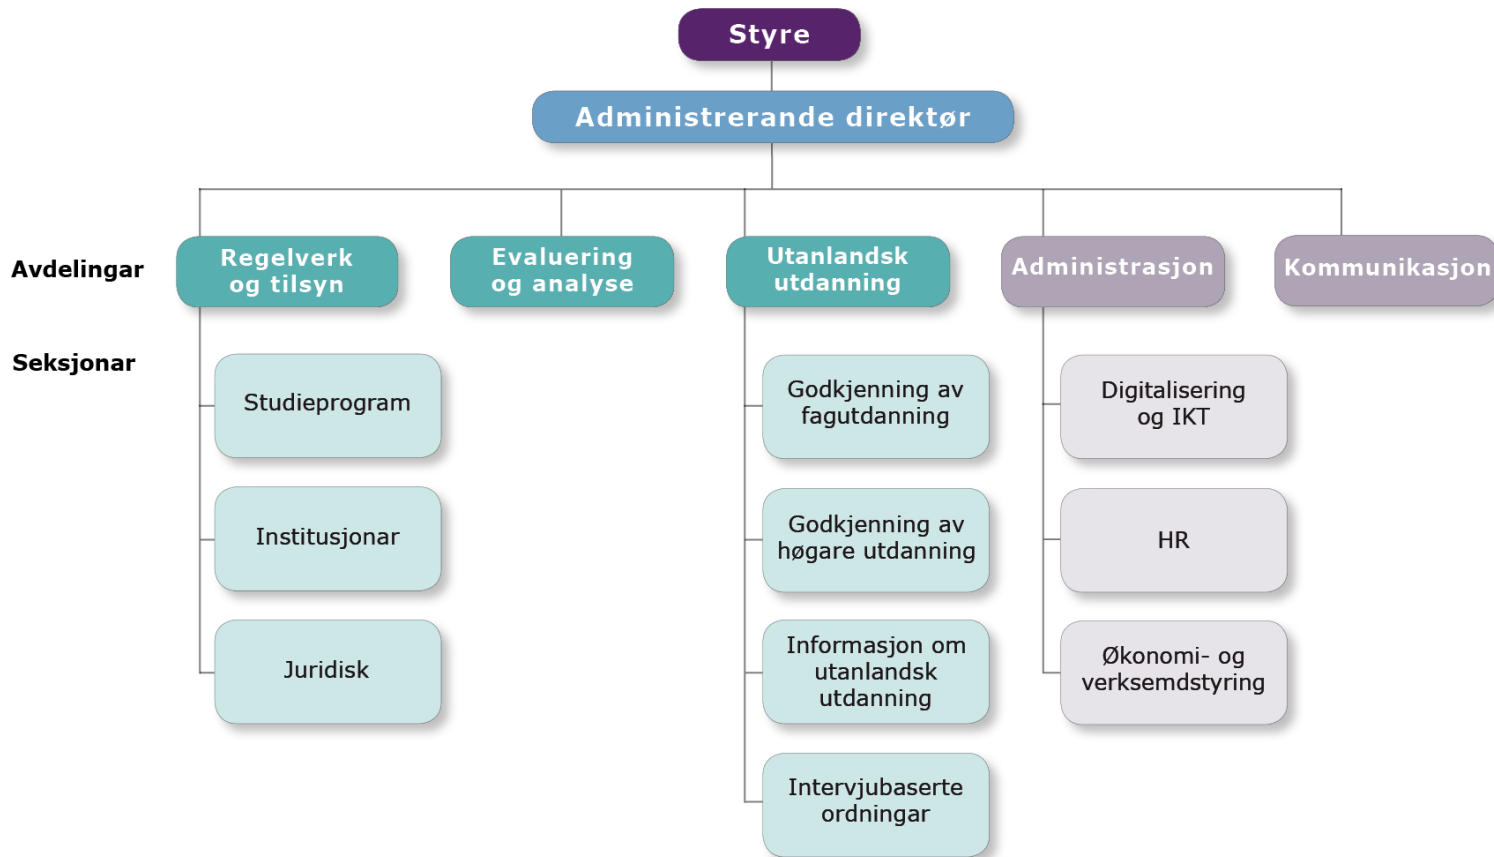 Styre
Administrerande direktør
Avdelingar
Regelverk
og tilsyn
Evaluering
og analyse
Utanlandsk
utdanning
Administrasjon
Kommunikasjon
Seksjonar
Studieprogram
Institusjonar
Juridisk
Godkjenning av
fagutdanning
Godkjenning av
høgare utdanning
Informasjon om
utanlandsk
utdanning
Intervjubaserte
ordningar
Digitalisering
og IKT
HR
Økonomi- og
verksemdstyring